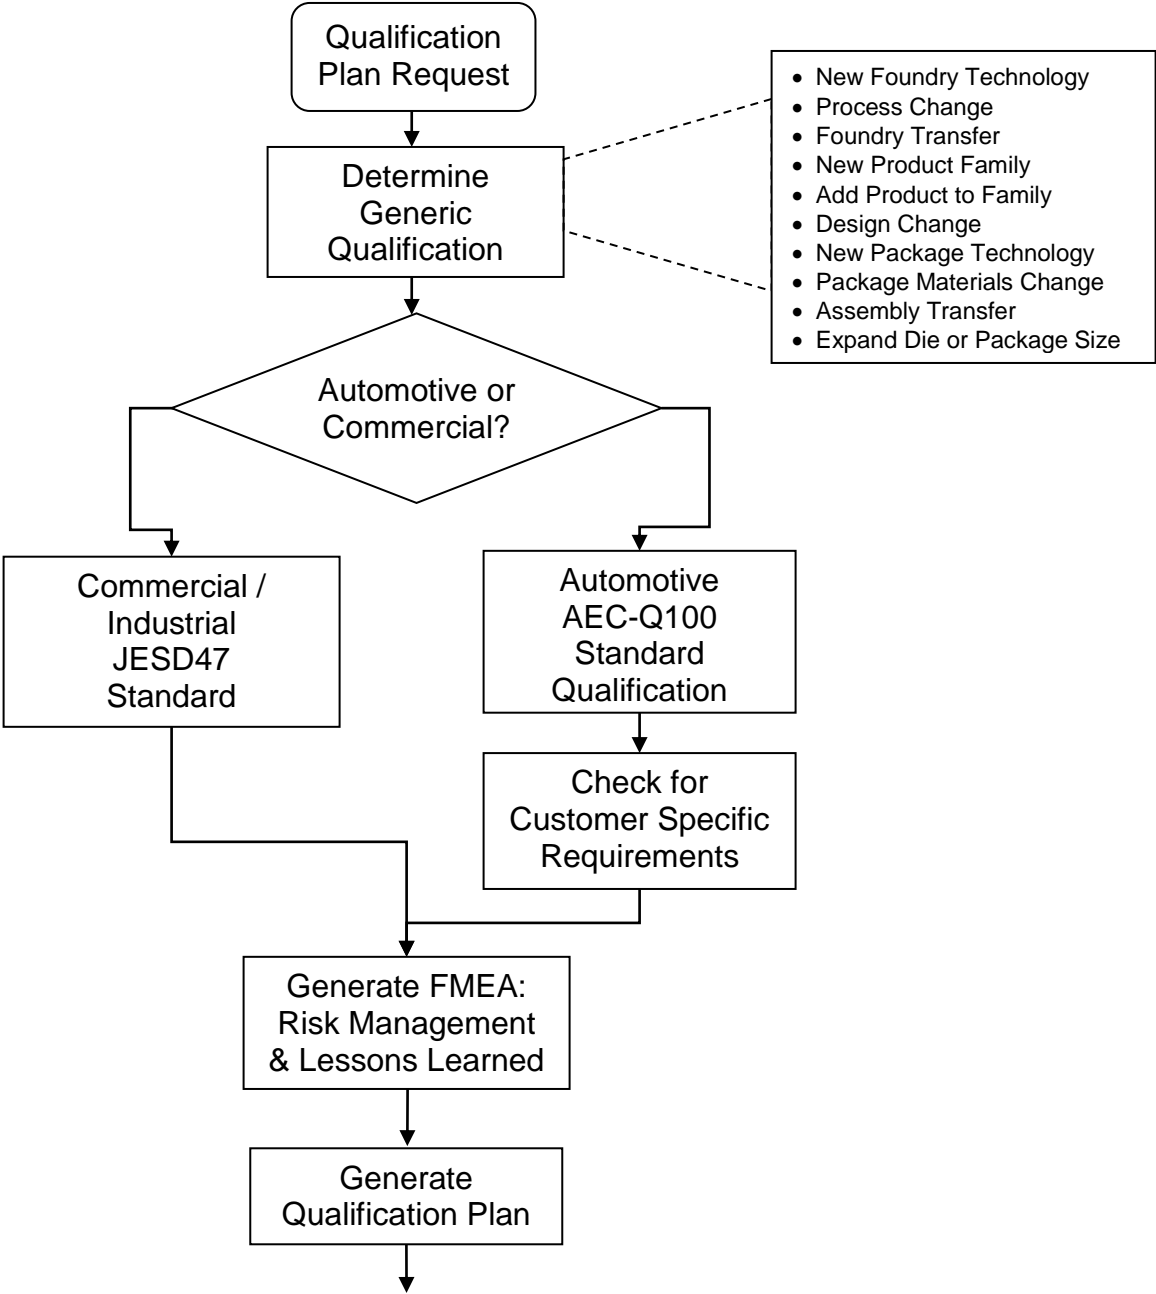 Qualification
Plan Request
• New Foundry Technology
• Process Change
• Foundry Transfer
• New Product Family
• Add Product to Family
• Design Change
• New Package Technology
• Package Materials Change
• Assembly Transfer
• Expand Die or Package Size
Determine
Generic
Qualification
Automotive or
Commercial?
Commercial /
Industrial
JESD47
Standard
Automotive
AEC-Q100
Standard
Qualification
Check for
Customer Specific
Requirements
Generate FMEA:
Risk Management
& Lessons Learned
Generate
Qualification Plan